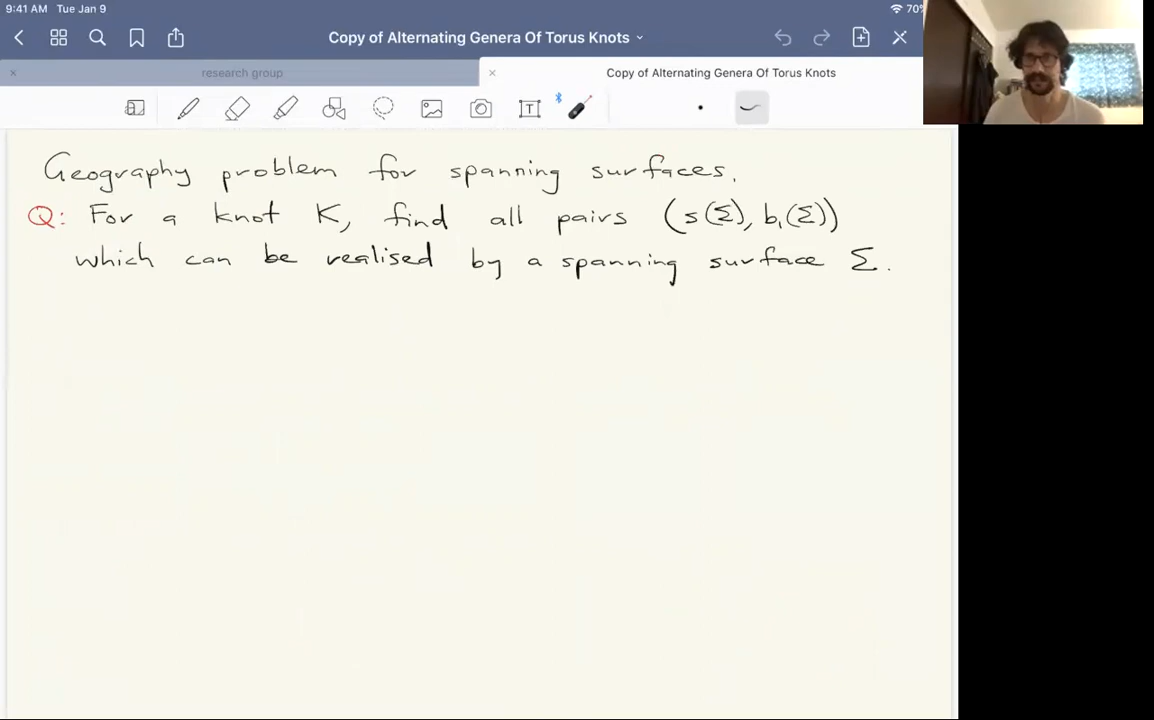 9:41 AM Tue Jan 9
70%
Copy of Alternating Genera Of Torus Knots
research group
Copy of Alternating Genera Of Torus Knots
Geography problem for spanning surfaces.
Q: For a knot K, find all pairs (s(Σ), b₁(Σ))
which can be realised by a spanning surface Σ.